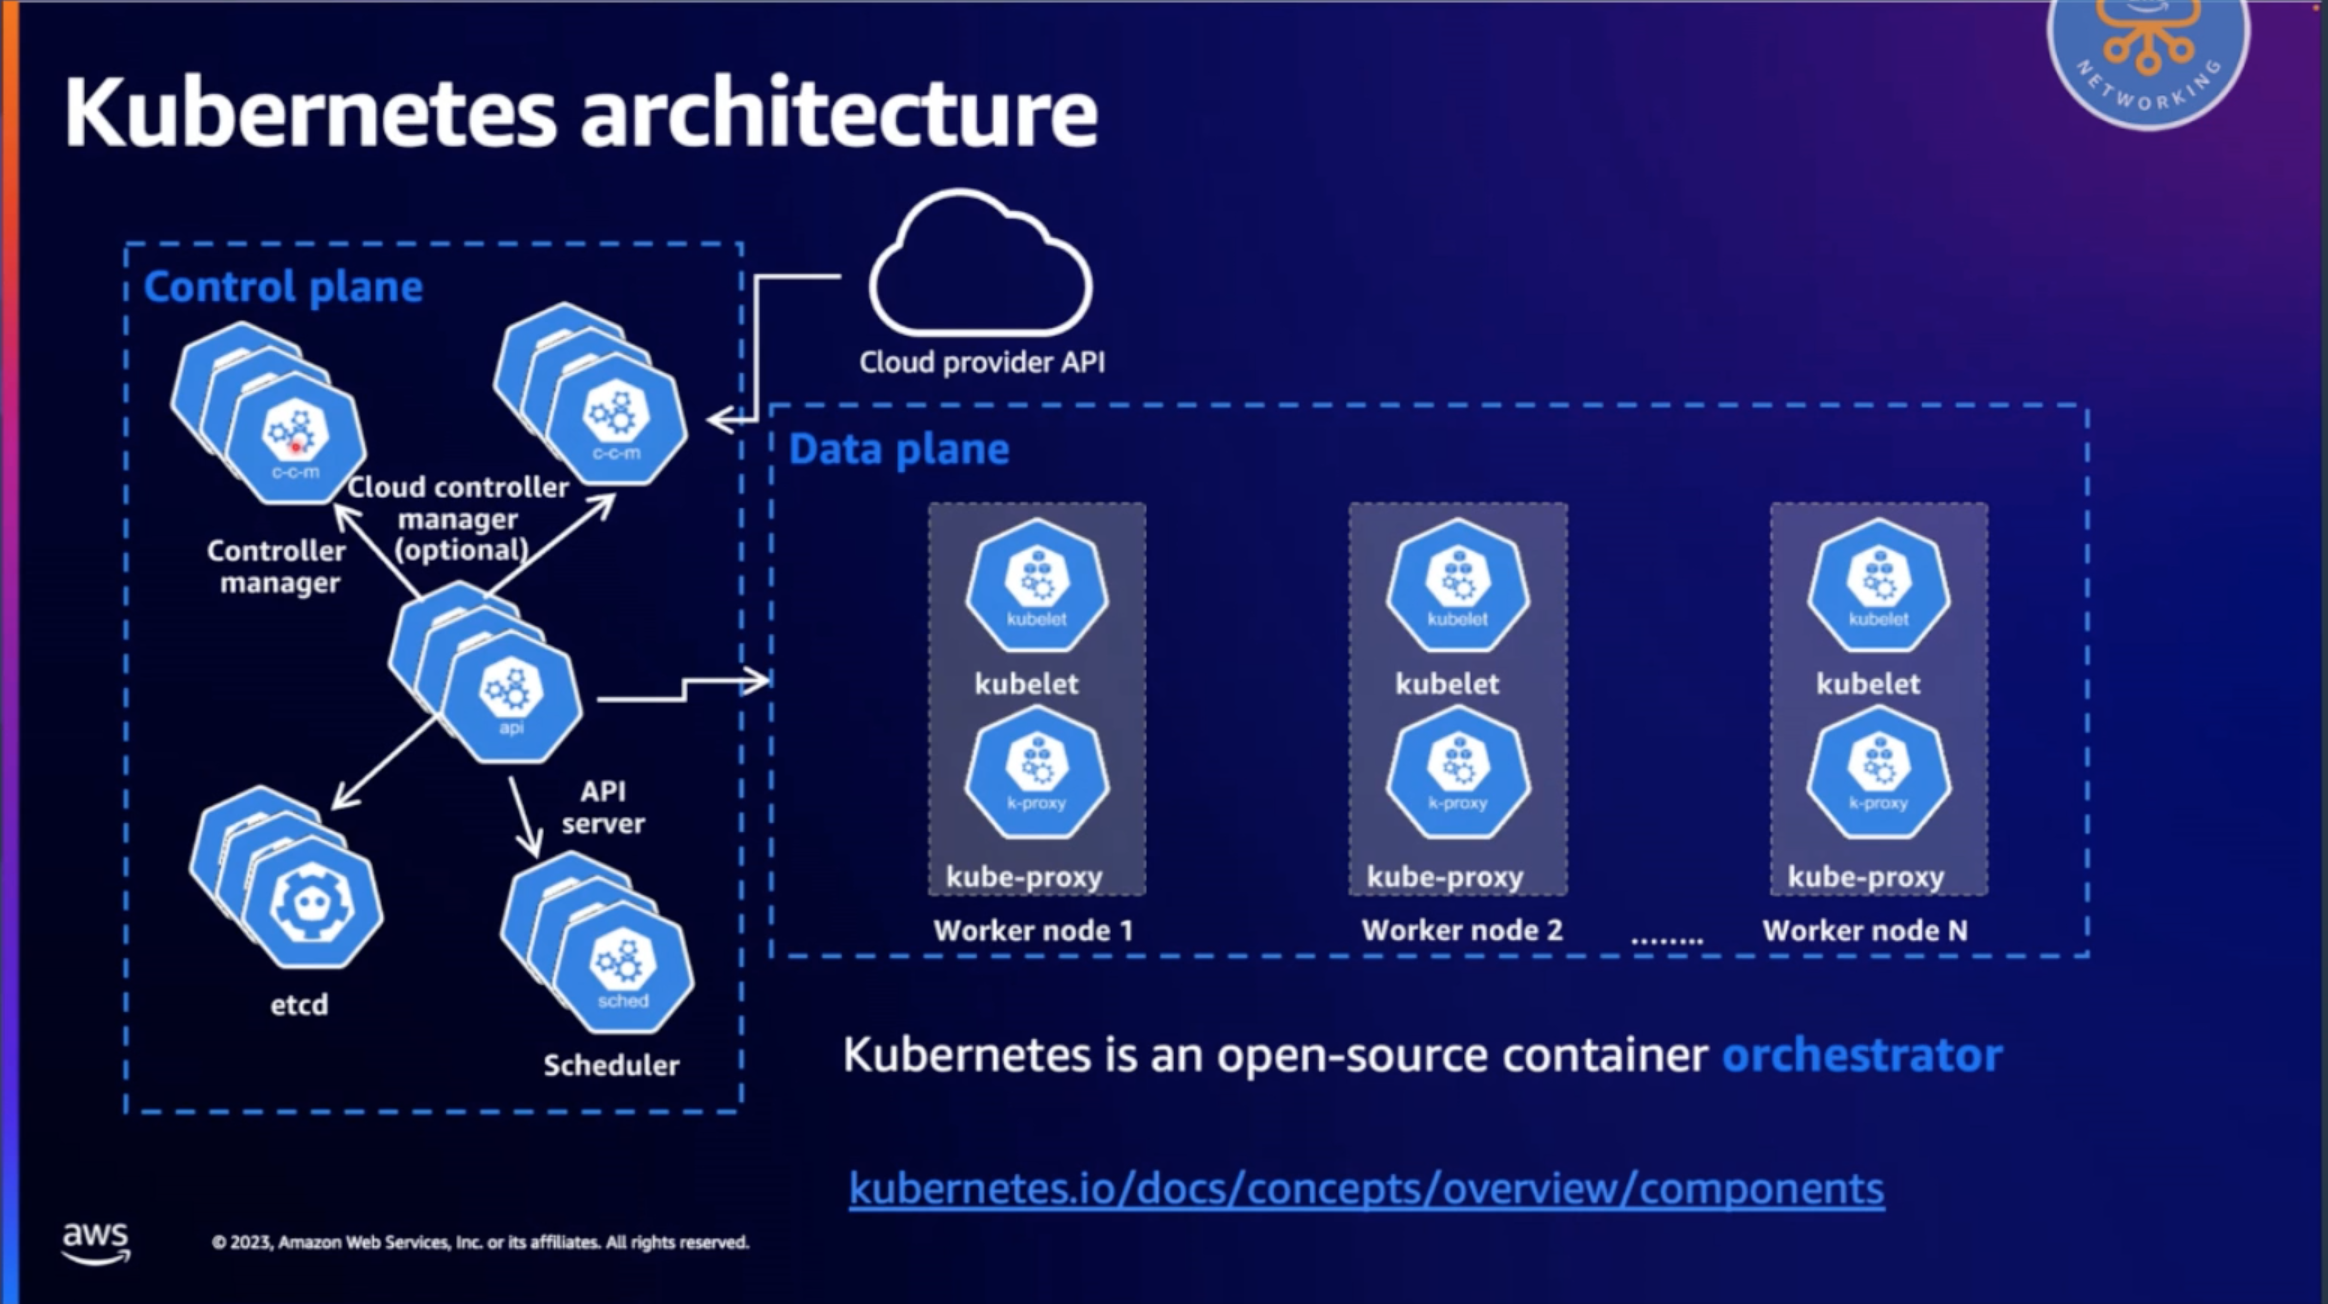 NETWORKING
Kubernetes architecture
Cloud provider API
Control plane
c-c-m
c-c-m
Cloud controller
manager
(optional)
Controller
manager
api
API
server
etcd
sched
Scheduler
Data plane
kubelet
kubelet
k-proxy
kube-proxy
Worker node 1
kubelet
kubelet
k-proxy
kube-proxy
Worker node 2
........
kubelet
kubelet
k-proxy
kube-proxy
Worker node N
Kubernetes is an open-source container orchestrator
kubernetes.io/docs/concepts/overview/components
aws
© 2023, Amazon Web Services, Inc. or its affiliates. All rights reserved.